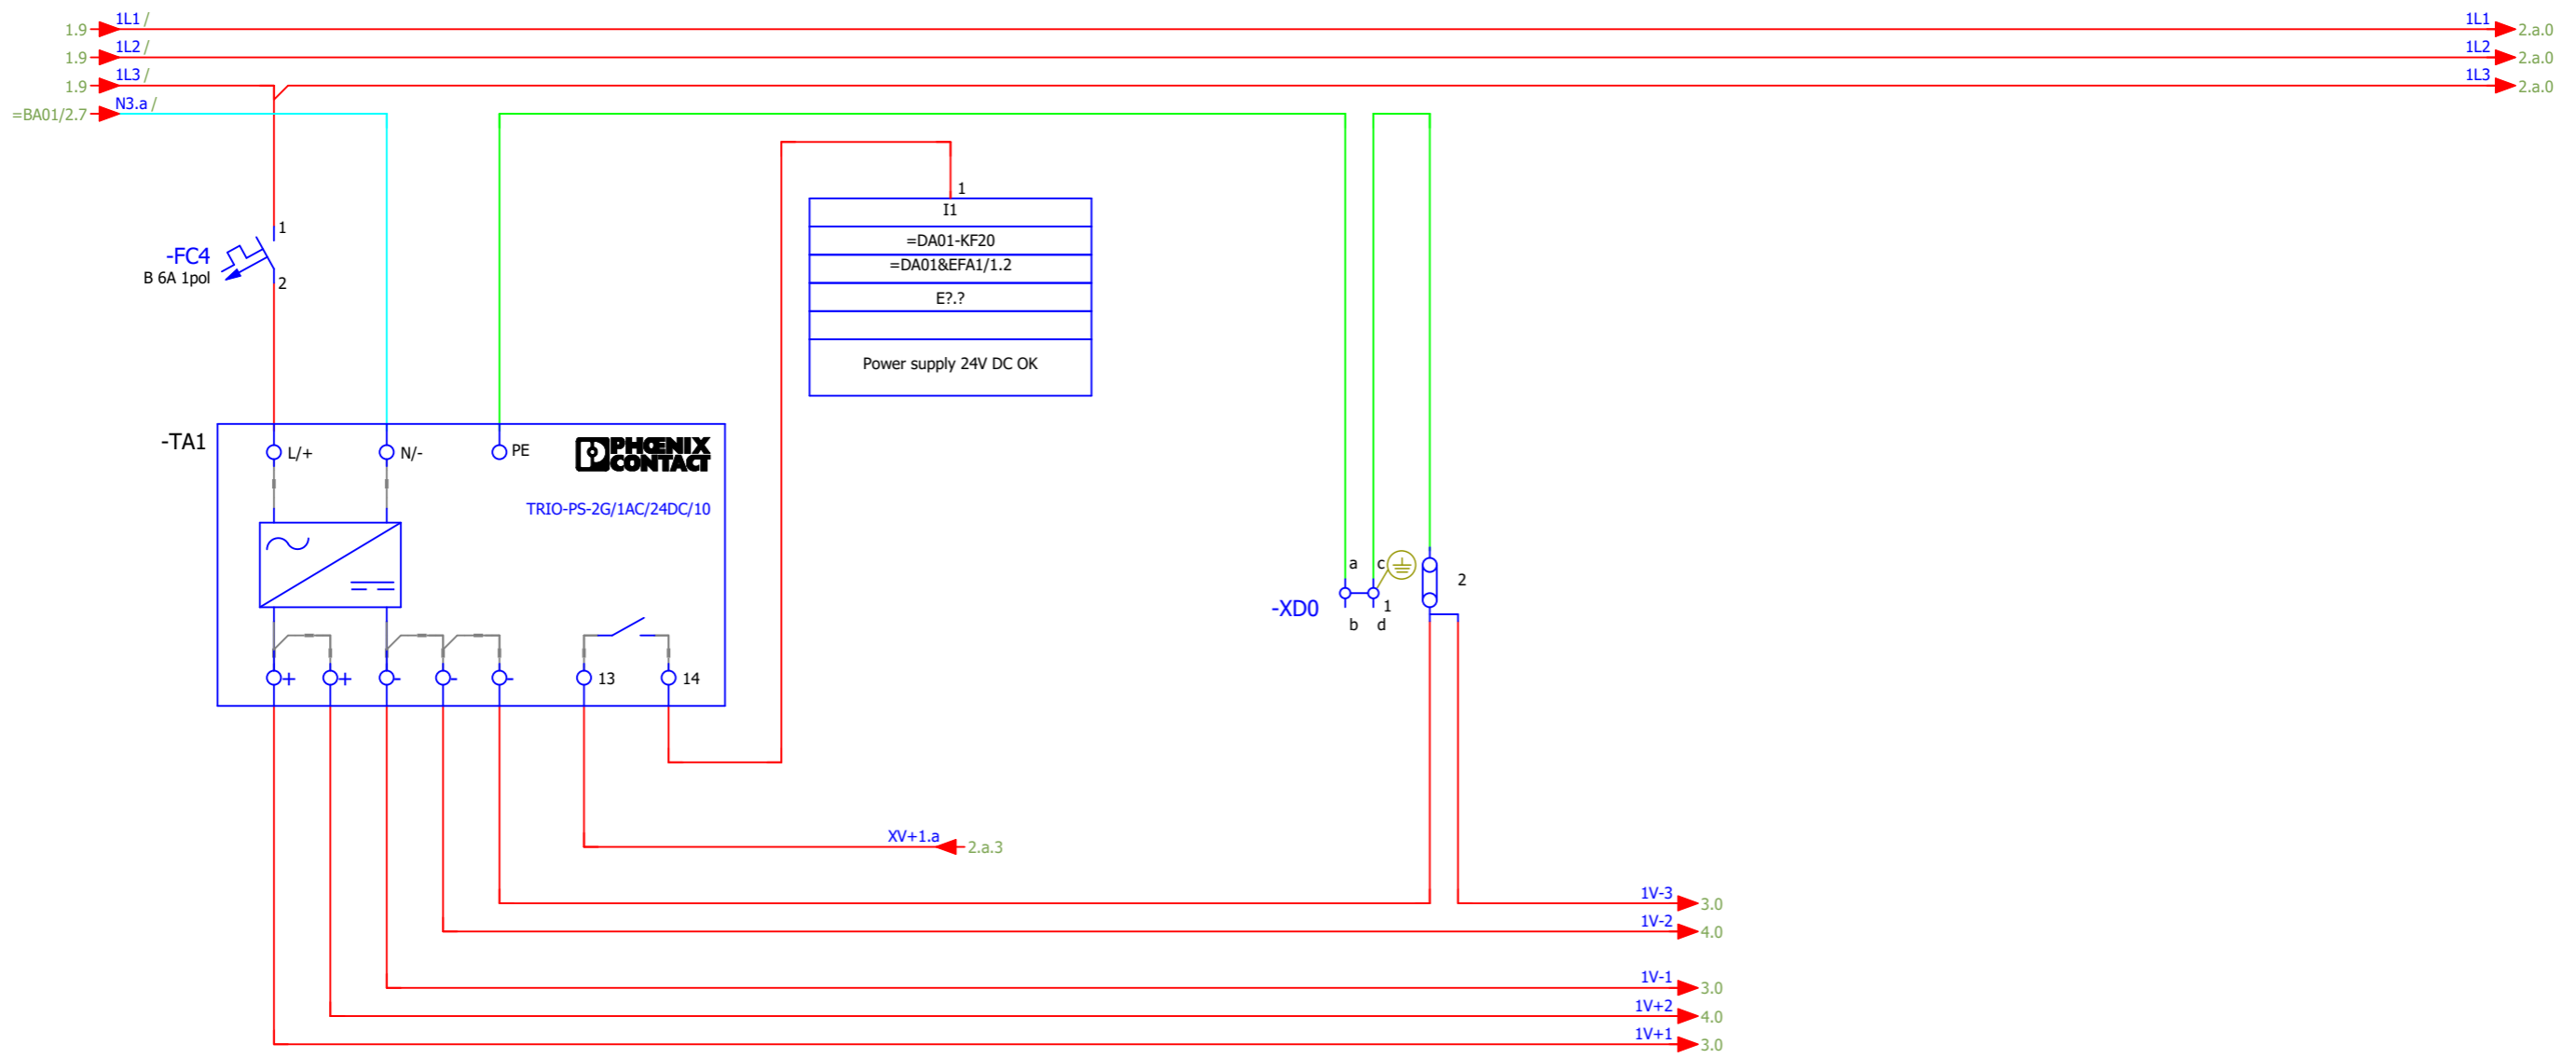 1L1 /
1.9
1L1
2.a.0
1L2 /
1.9
1L2
2.a.0
1L3 /
1.9
1L3
2.a.0
N3.a /
=BA01/2.7
1
I1
=DA01-KF20
=DA01&EFA1/1.2
E?.?
Power supply 24V DC OK
1
-FC4
B 6A 1pol
2
-TA1
L/+
N/-
PE
PHŒNIX
CONTACT
TRIO-PS-2G/1AC/24DC/10
a
c
2
-XD0
1
b
d
+
+
-
-
-
13
14
XV+1.a
2.a.3
1V-3
3.0
1V-2
4.0
1V-1
3.0
1V+2
4.0
1V+1
3.0